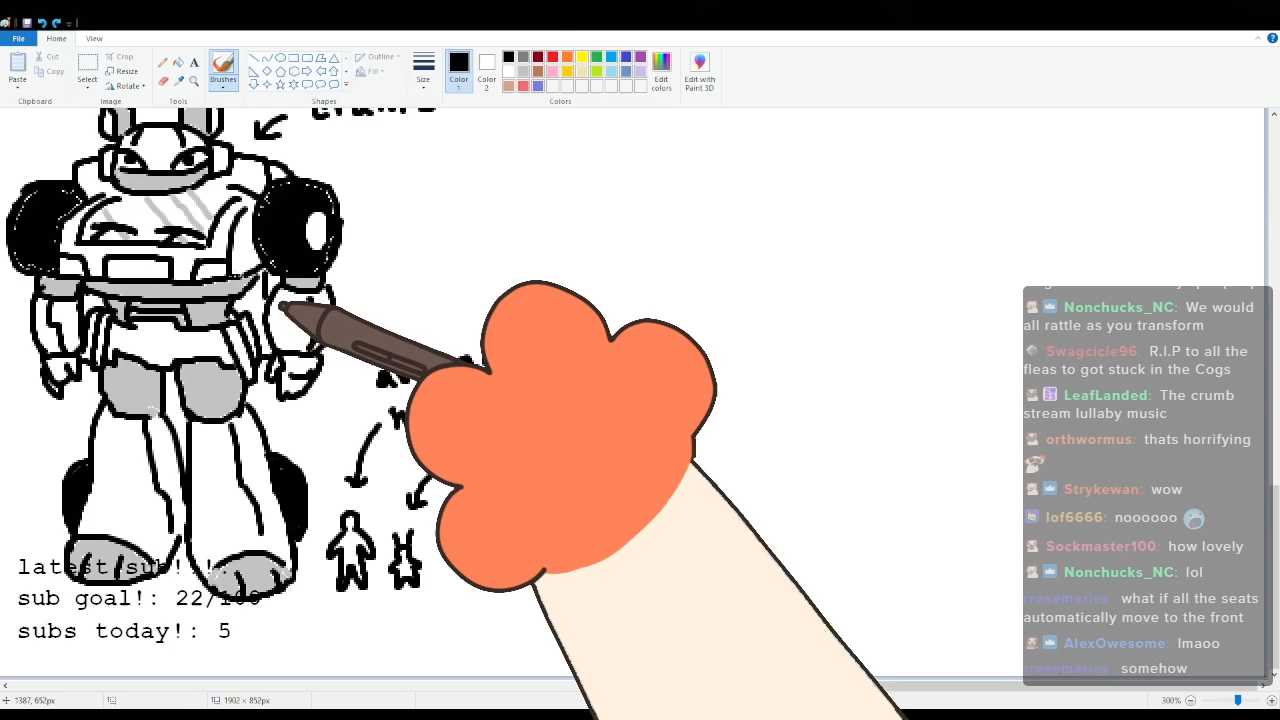 File
Home
View
Paste
Cut
Copy
Clipboard
Select
Crop
Resize
Rotate
Image
Tools
Brushes
Outline
Fill
Shapes
Size
Color 1
Color 2
Edit colors
Edit with Paint 3D
Colors
Nonchucks_NC: We would
all rattle as you transform
Swagcicle96: R.I.P to all the
fleas to got stuck in the Cogs
LeafLanded: The crumb
stream lullaby music
orthwormus: thats horrifying
Strykewan: wow
lof6666: noooooo
Sockmaster100: how lovely
Nonchucks_NC: lol
rrosemaries: what if all the seats
automatically move to the front
AlexOwesome: lmaoo
rrosemaries: somehow
latest sub!!!:
sub goal!: 22/100
subs today!: 5
1387, 652px
1902 × 852px
300%